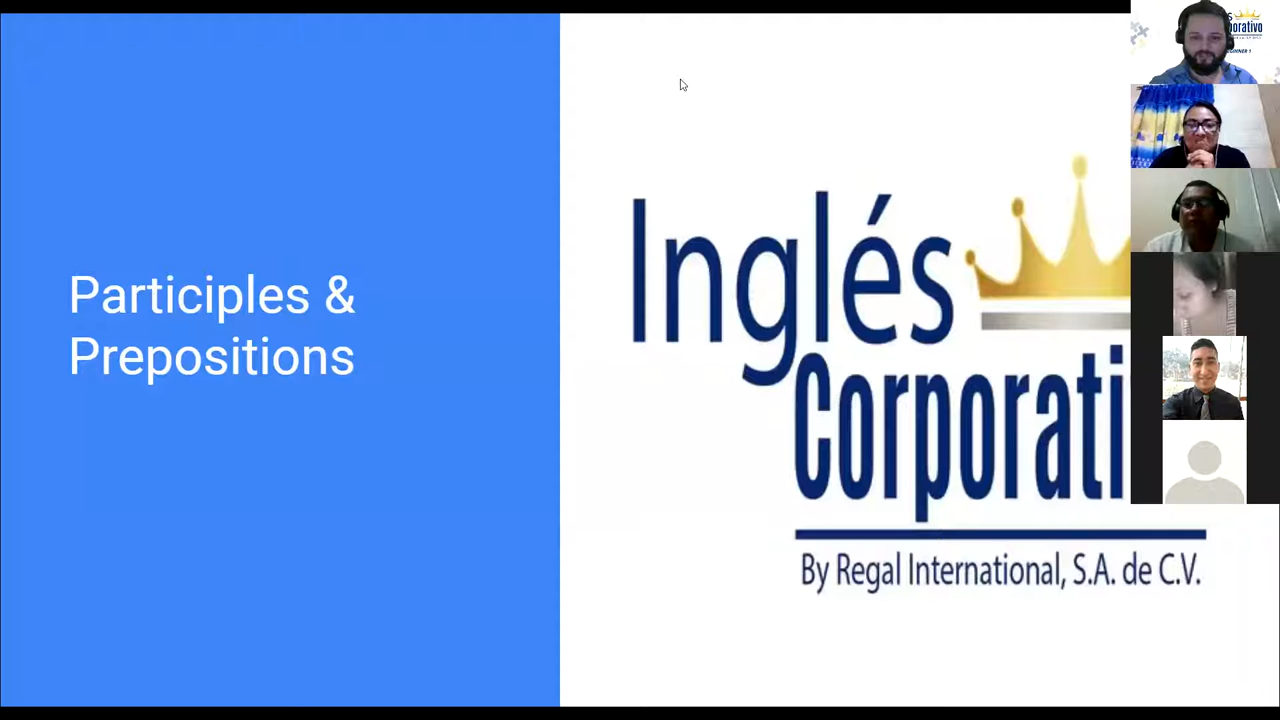 Participles &
Prepositions
Inglés
Corporati
By Regal International, S.A. de C.V.